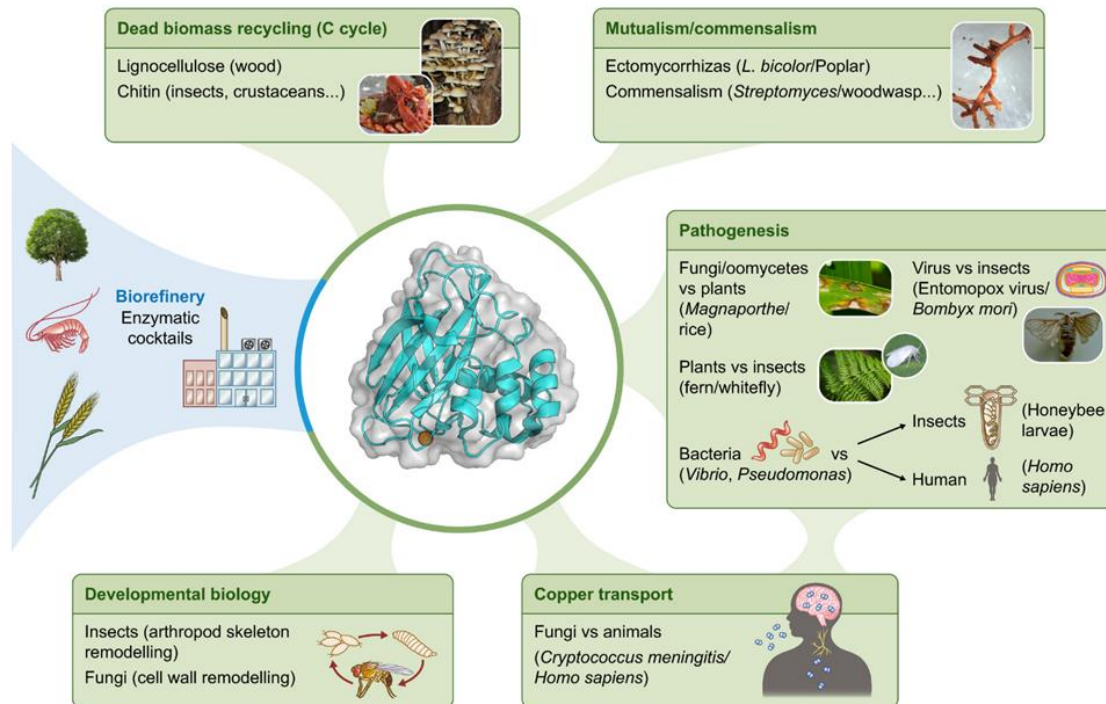 Dead biomass recycling (C cycle)
Lignocellulose (wood)
Chitin (insects, crustaceans...)
Mutualism/commensalism
Ectomycorrhizas (L. bicolor/Poplar)
Commensalism (Streptomyces/woodwasp...)
Biorefinery
Enzymatic
cocktails
Pathogenesis
Fungi/oomycetes
vs plants
(Magnaporthe/
rice)
Virus vs insects
(Entomopox virus/
Bombyx mori)
Plants vs insects
(fern/whitefly)
Bacteria vs
(Vibrio, Pseudomonas)
Insects (Honeybee
larvae)
Human (Homo
sapiens)
Developmental biology
Insects (arthropod skeleton
remodelling)
Fungi (cell wall remodelling)
Copper transport
Fungi vs animals
(Cryptococcus meningitis/
Homo sapiens)